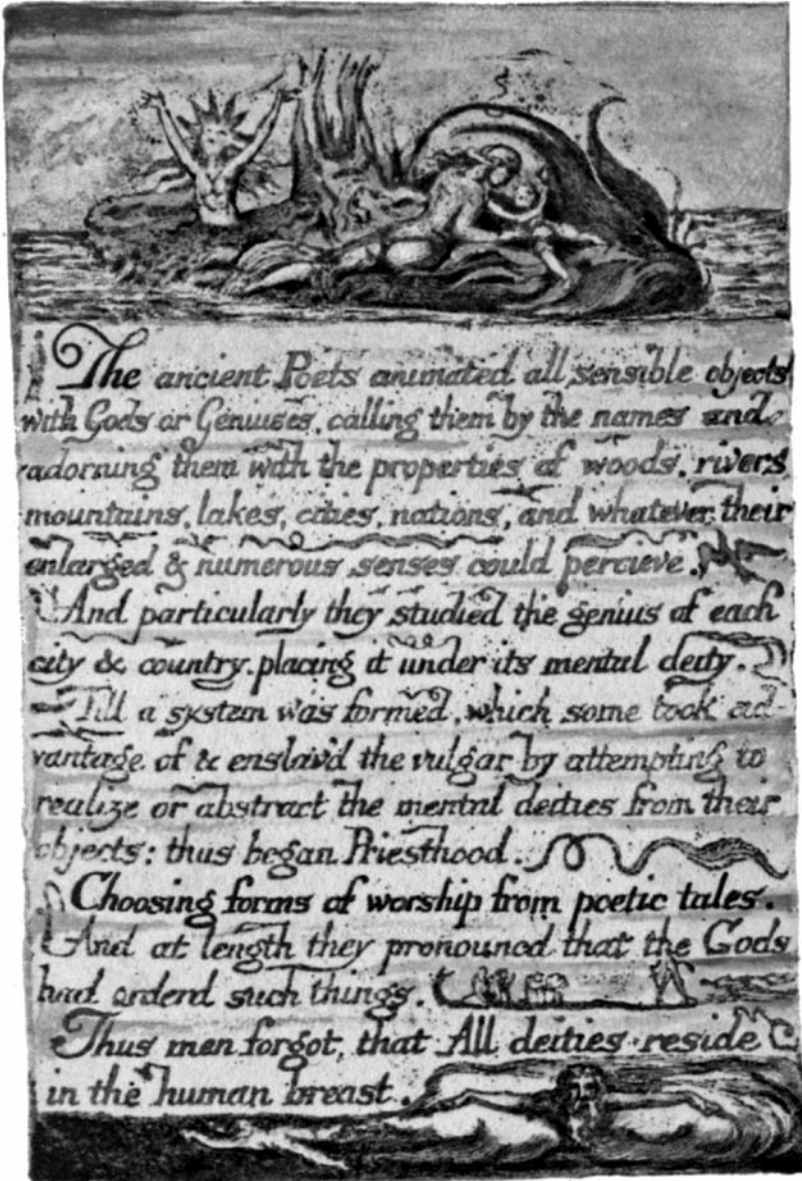 The ancient Poets animated all sensible objects
with Gods or Geniuses, calling them by the names and
adorning them with the properties of woods, rivers
mountains, lakes, cities, nations, and whatever their
enlarged & numerous senses could percieve.
And particularly they studied the genius of each
city & country. placing it under its mental deity.
Till a system was formed, which some took ad-
vantage of & enslav'd the vulgar by attempting to
realize or abstract the mental deities from their
objects: thus began Priesthood.
Choosing forms of worship from poetic tales.
And at length they pronouncd that the Gods
had orderd such things.
Thus men forgot that All deities reside
in the human breast.